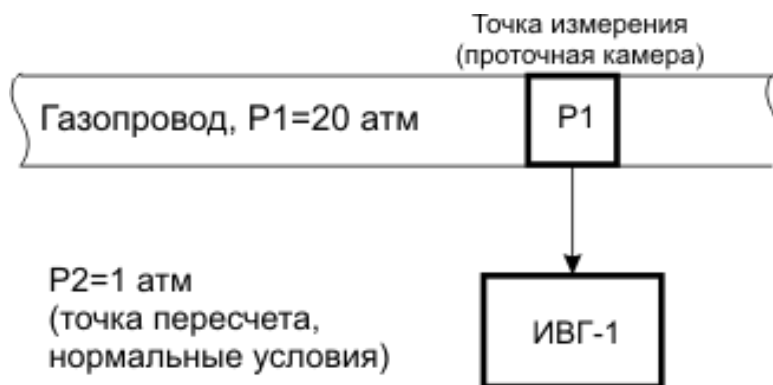 Точка измерения
(проточная камера)
Газопровод, P1=20 атм
P1
P2=1 атм
(точка пересчета,
нормальные условия)
ИВГ-1